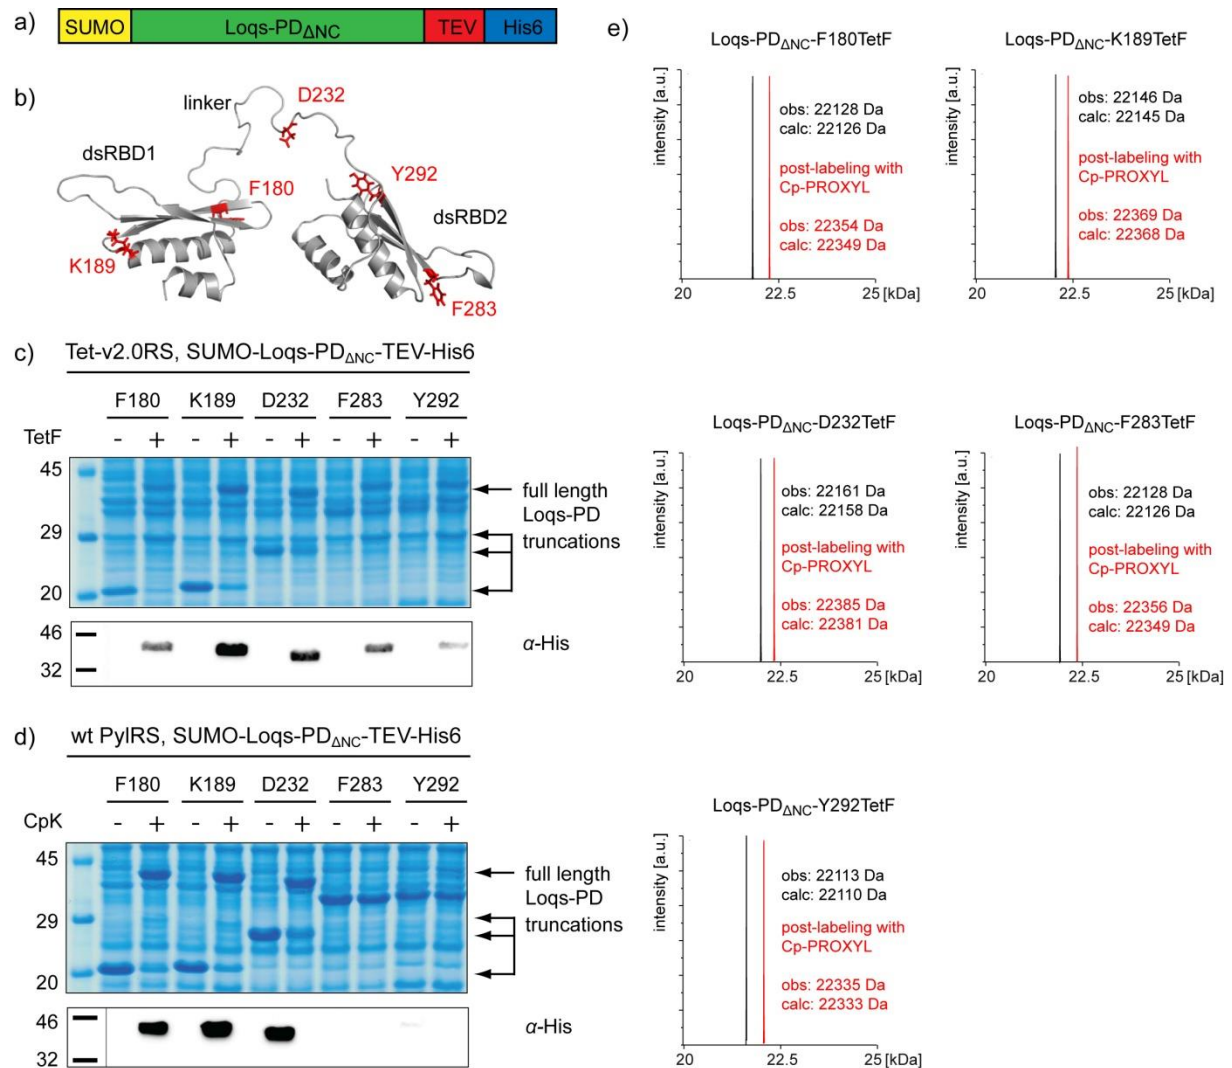 a)
SUMO Loqs-PDΔNC TEV His6
b)
linker
D232
dsRBD1
F180
Y292
dsRBD2
K189
F283
c)
Tet-v2.0RS, SUMO-Loqs-PDΔNC-TEV-His6
F180 K189 D232 F283 Y292
TetF - + - + - + - + - +
45
29
20
full length
Loqs-PD
truncations
46
32
α-His
d)
wt PylRS, SUMO-Loqs-PDΔNC-TEV-His6
F180 K189 D232 F283 Y292
CpK - + - + - + - + - +
45
29
20
full length
Loqs-PD
truncations
46
32
α-His
e)
Loqs-PDΔNC-F180TetF
intensity [a.u.]
obs: 22128 Da
calc: 22126 Da
post-labeling with
Cp-PROXYL
obs: 22354 Da
calc: 22349 Da
20 22.5 25 [kDa]
Loqs-PDΔNC-K189TetF
intensity [a.u.]
obs: 22146 Da
calc: 22145 Da
post-labeling with
Cp-PROXYL
obs: 22369 Da
calc: 22368 Da
20 22.5 25 [kDa]
Loqs-PDΔNC-D232TetF
intensity [a.u.]
obs: 22161 Da
calc: 22158 Da
post-labeling with
Cp-PROXYL
obs: 22385 Da
calc: 22381 Da
20 22.5 25 [kDa]
Loqs-PDΔNC-F283TetF
intensity [a.u.]
obs: 22128 Da
calc: 22126 Da
post-labeling with
Cp-PROXYL
obs: 22356 Da
calc: 22349 Da
20 22.5 25 [kDa]
Loqs-PDΔNC-Y292TetF
intensity [a.u.]
obs: 22113 Da
calc: 22110 Da
post-labeling with
Cp-PROXYL
obs: 22335 Da
calc: 22333 Da
20 22.5 25 [kDa]